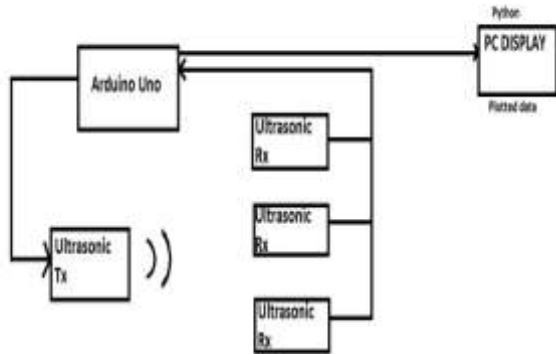 Python
PC DISPLAY
Plotted data
Arduino Uno
Ultrasonic
Rx
Ultrasonic
Rx
Ultrasonic
Rx
Ultrasonic
Tx